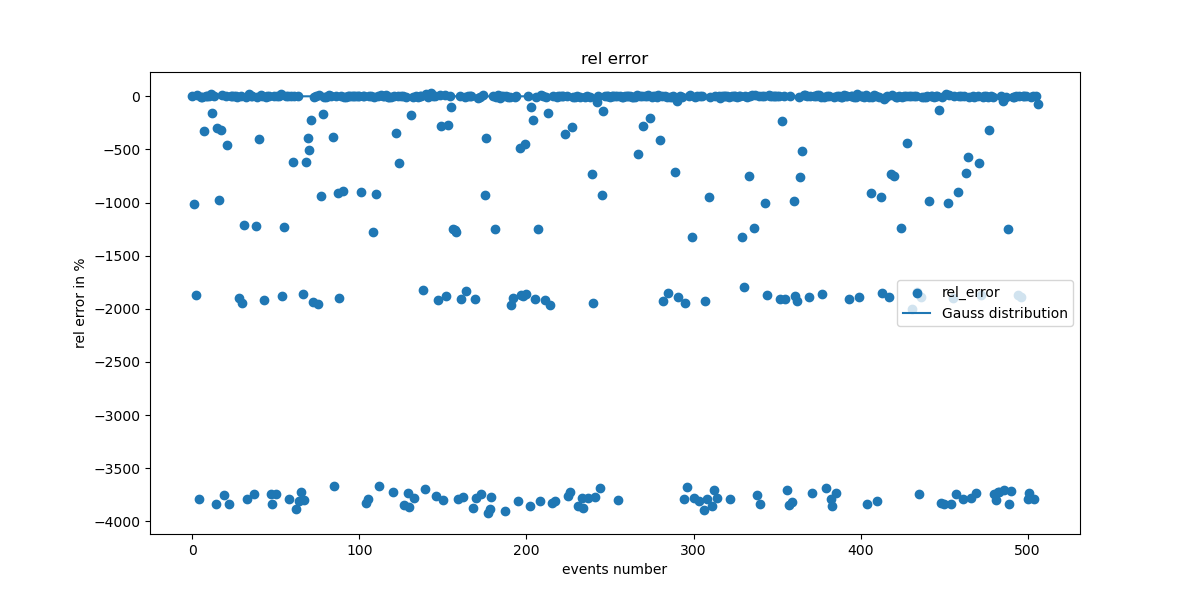 rel error
rel error in %
0
−500
−1000
−1500
−2000
−2500
−3000
−3500
−4000
rel_error
Gauss distribution
0 100 200 300 400 500
events number